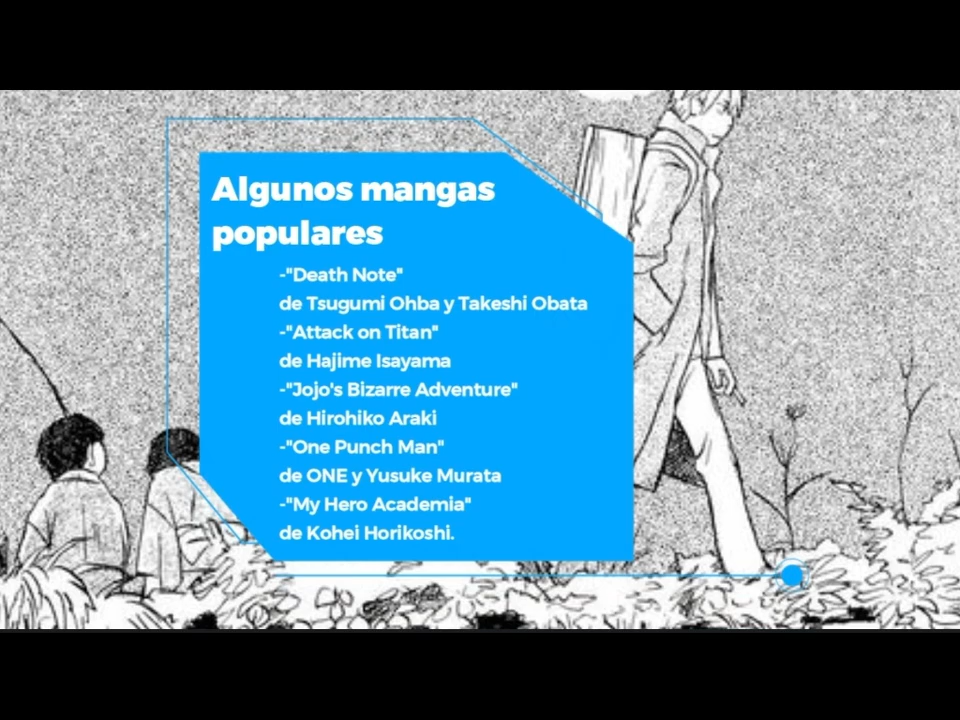 Algunos mangas
populares
-"Death Note"
de Tsugumi Ohba y Takeshi Obata
-"Attack on Titan"
de Hajime Isayama
-"Jojo's Bizarre Adventure"
de Hirohiko Araki
-"One Punch Man"
de ONE y Yusuke Murata
-"My Hero Academia"
de Kohei Horikoshi.